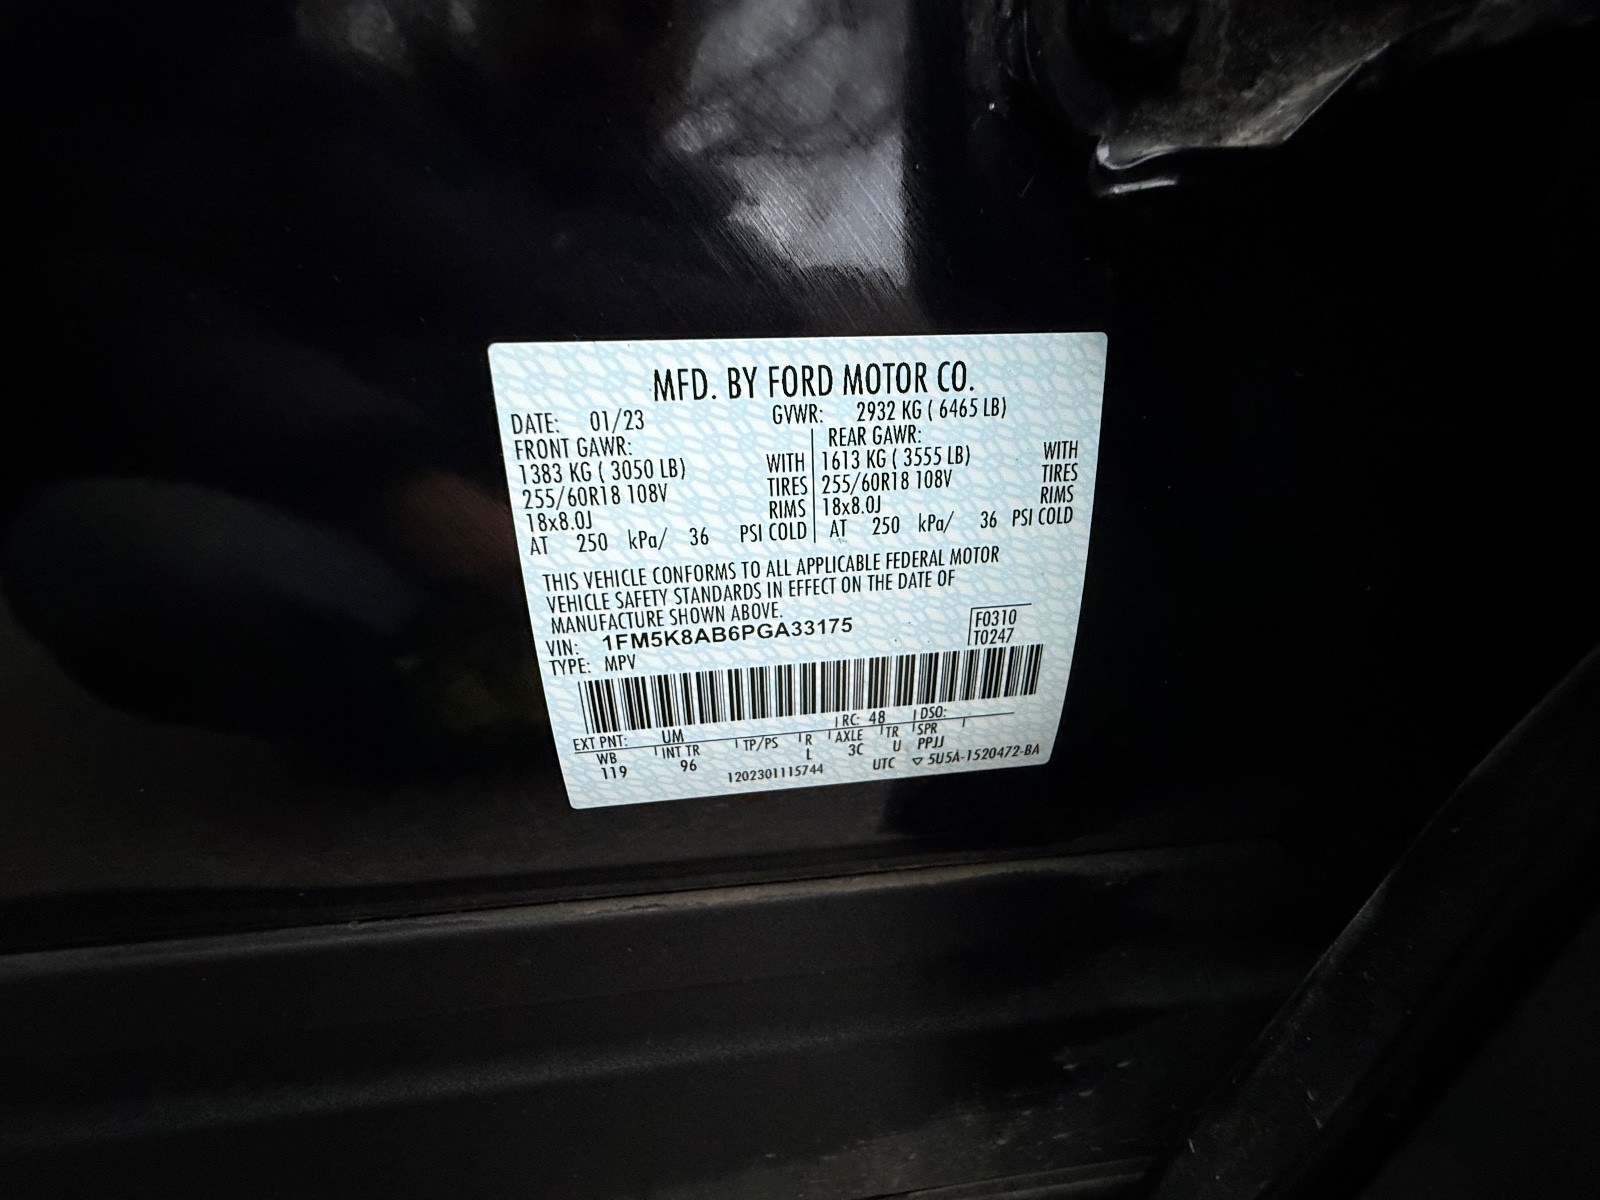 MFD. BY FORD MOTOR CO.
DATE: 01/23 GVWR: 2932 KG ( 6465 LB)
FRONT GAWR: REAR GAWR:
1383 KG ( 3050 LB) WITH 1613 KG ( 3555 LB) WITH
255/60R18 108V TIRES 255/60R18 108V TIRES
18x8.0J RIMS 18x8.0J RIMS
AT 250 kPa/ 36 PSI COLD AT 250 kPa/ 36 PSI COLD
THIS VEHICLE CONFORMS TO ALL APPLICABLE FEDERAL MOTOR
VEHICLE SAFETY STANDARDS IN EFFECT ON THE DATE OF
MANUFACTURE SHOWN ABOVE.
VIN: 1FM5K8AB6PGA33175 F0310
TYPE: MPV T0247
EXT PNT: UM RC: 48 DSO:
WB INT TR TP/PS R AXLE TR SPR
119 96 L 3C U PPJJ
1202301115744 UTC ▽ 5U5A-1520472-BA